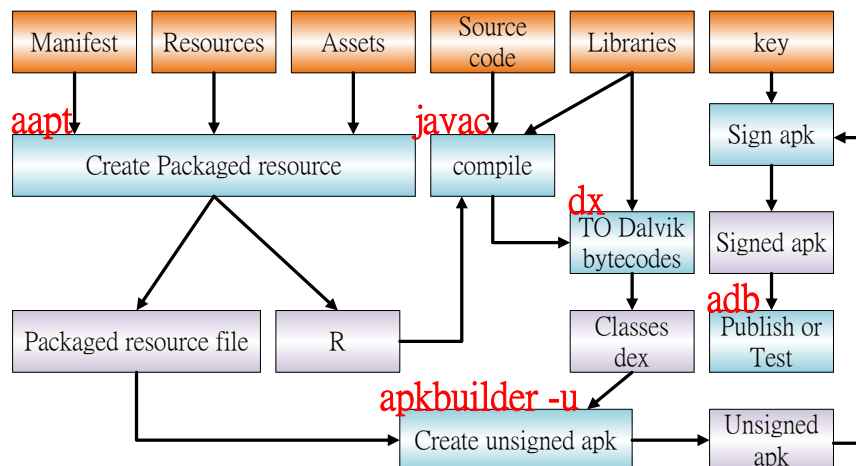 Manifest
Resources
Assets
Source
code
Libraries
key
aapt
javac
Create Packaged resource
compile
Sign apk
dx
TO Dalvik
bytecodes
Signed apk
adb
Packaged resource file
R
Classes
dex
Publish or
Test
apkbuilder -u
Create unsigned apk
Unsigned
apk